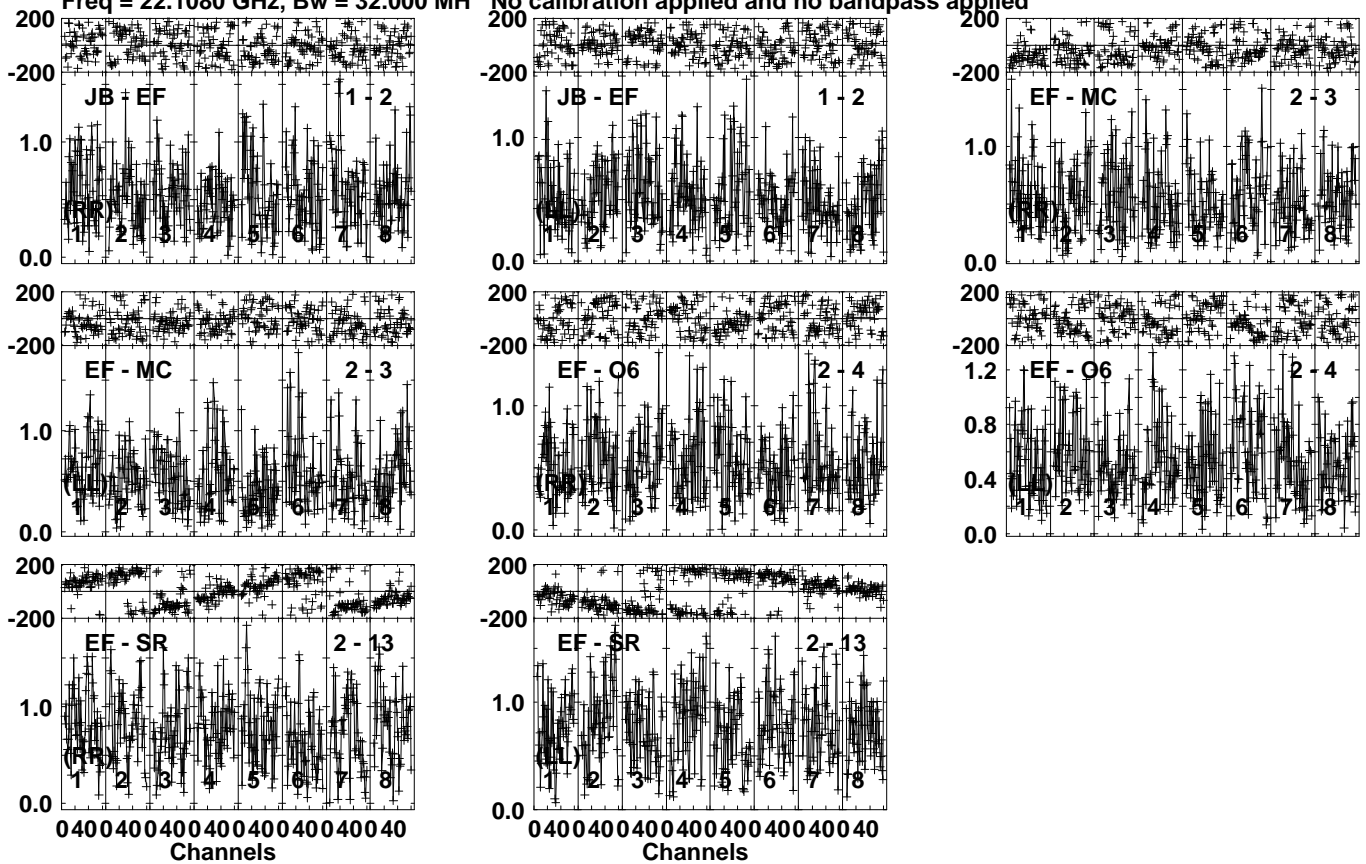 Freq = 22.1080 GHz, Bw = 32.000 MH No calibration applied and no bandpass applied
200
-200
JB - EF 1 - 2
1.0
(RR)
1 2 3 4 5 6 7 8
0.0
200
-200
JB - EF 1 - 2
1.0
(LL)
1 2 3 4 5 6 7 8
0.0
200
-200
EF - MC 2 - 3
1.0
(RR)
1 2 3 4 5 6 7 8
0.0
200
-200
EF - MC 2 - 3
1.0
(LL)
1 2 3 4 5 6 7 8
0.0
200
-200
EF - O6 2 - 4
1.0
(RR)
1 2 3 4 5 6 7 8
0.0
200
-200
EF - O6 2 - 4
1.2
0.8
0.4
(LL)
1 2 3 4 5 6 7 8
0.0
200
-200
EF - SR 2 - 13
1.0
(RR)
1 2 3 4 5 6 7 8
0.0
0 40 0 40 0 40 0 40 0 40 0 40 0 40 0 40
Channels
200
-200
EF - SR 2 - 13
1.0
(LL)
1 2 3 4 5 6 7 8
0.0
0 40 0 40 0 40 0 40 0 40 0 40 0 40 0 40
Channels